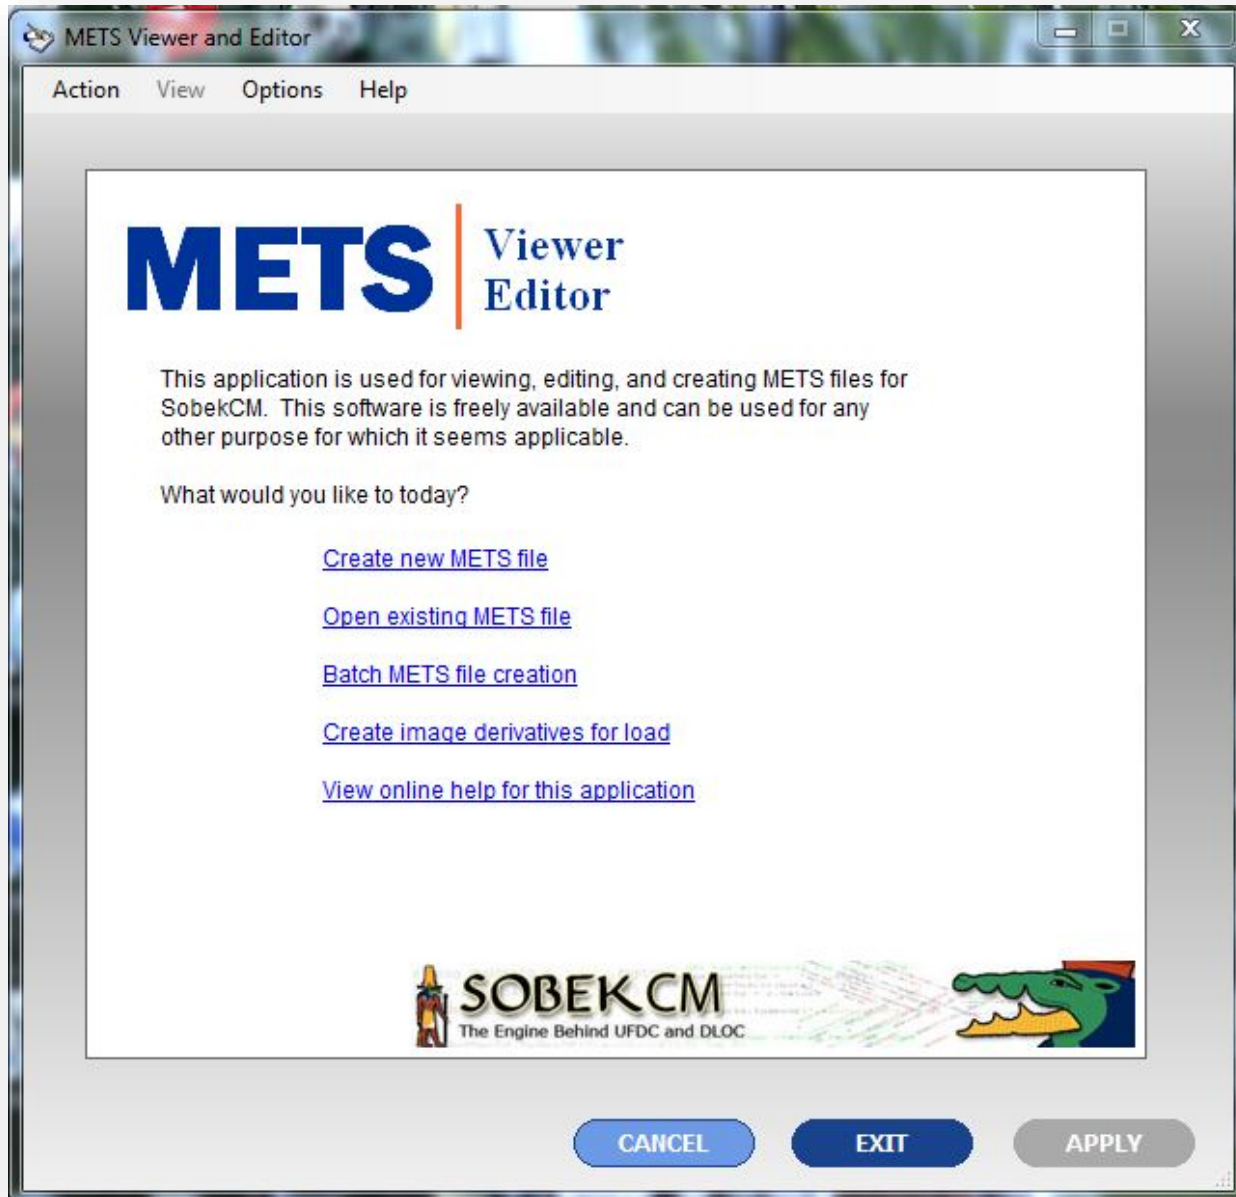 METS Viewer and Editor
Action View Options Help
METS
Viewer
Editor
This application is used for viewing, editing, and creating METS files for
SobekCM. This software is freely available and can be used for any
other purpose for which it seems applicable.
What would you like to today?
Create new METS file
Open existing METS file
Batch METS file creation
Create image derivatives for load
View online help for this application
SOBEK CM
The Engine Behind UFDC and DLOC
CANCEL EXIT APPLY